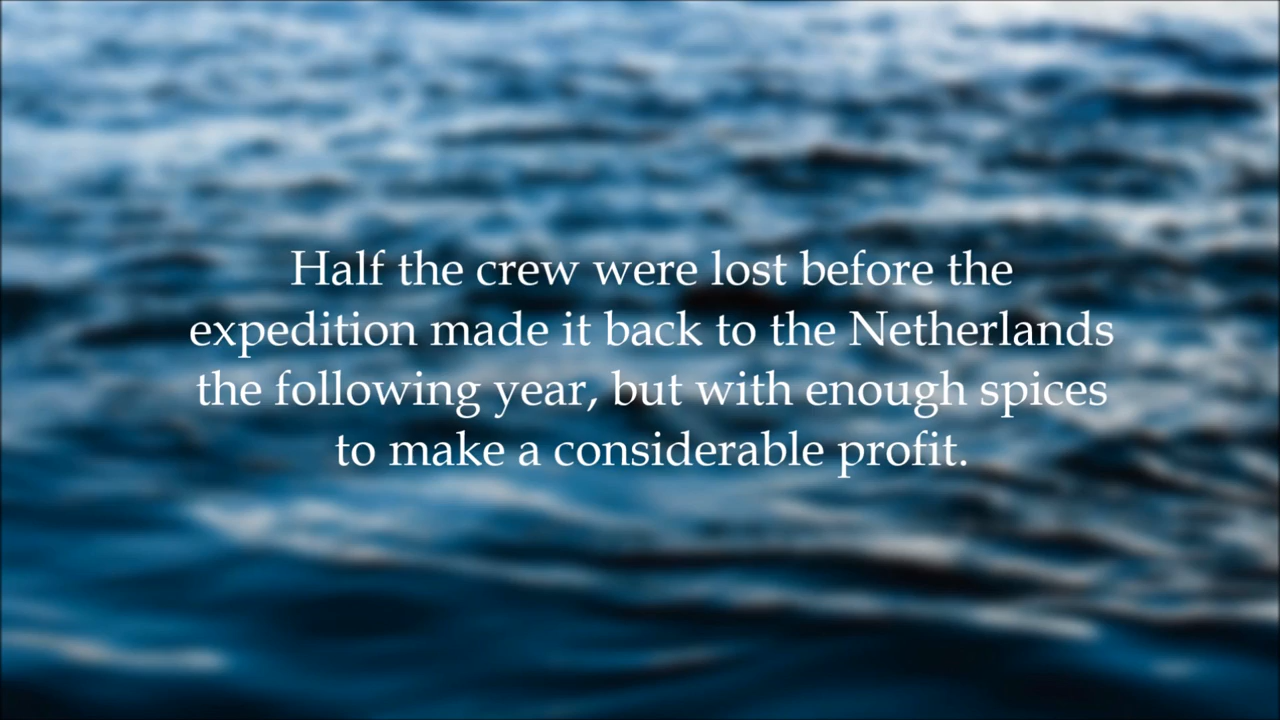 Half the crew were lost before the
expedition made it back to the Netherlands
the following year, but with enough spices
to make a considerable profit.